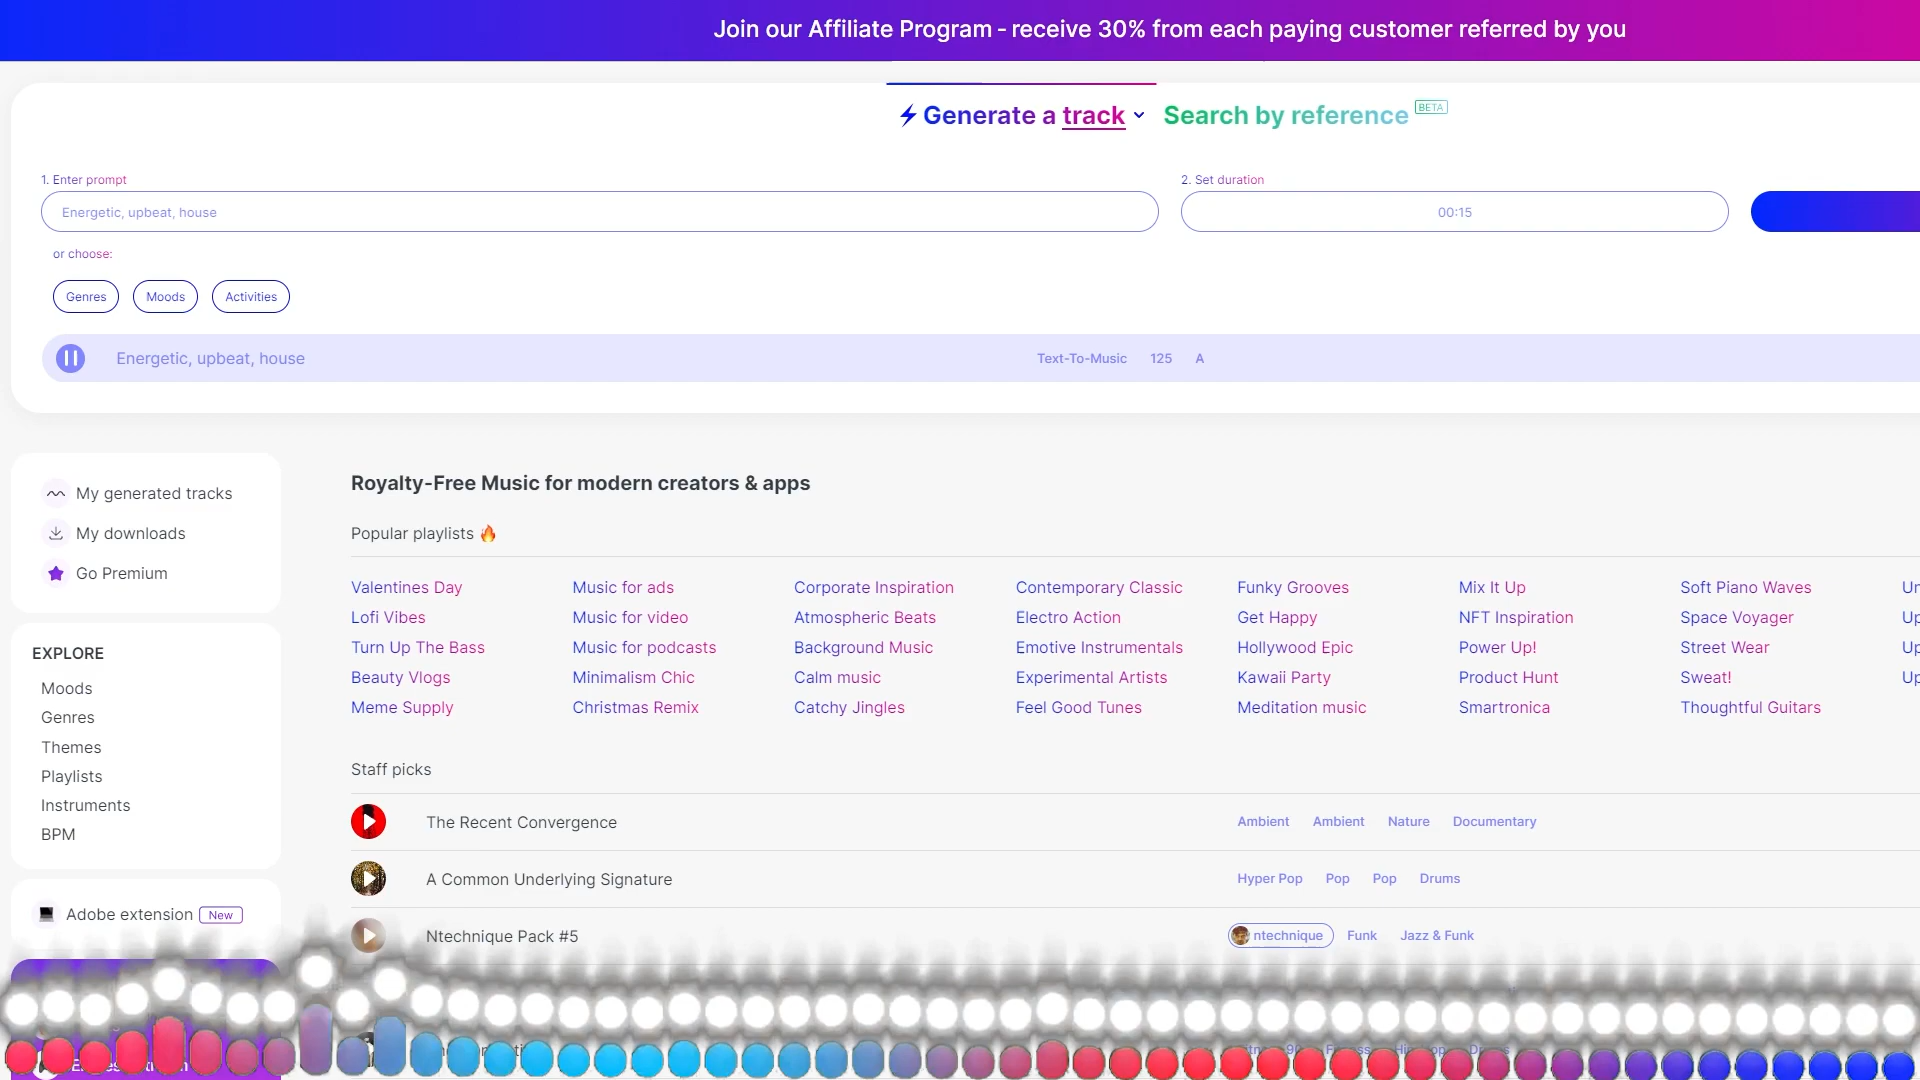 Join our Affiliate Program - receive 30% from each paying customer referred by you
Generate a track Search by reference BETA
1. Enter prompt 2. Set duration
Energetic, upbeat, house 00:15
or choose:
Genres Moods Activities
Energetic, upbeat, house Text-To-Music 125 A
My generated tracks
My downloads
Go Premium
EXPLORE
Moods
Genres
Themes
Playlists
Instruments
BPM
Adobe extension New
Royalty-Free Music for modern creators & apps
Popular playlists
Valentines Day Music for ads Corporate Inspiration Contemporary Classic Funky Grooves Mix It Up Soft Piano Waves
Lofi Vibes Music for video Atmospheric Beats Electro Action Get Happy NFT Inspiration Space Voyager
Turn Up The Bass Music for podcasts Background Music Emotive Instrumentals Hollywood Epic Power Up! Street Wear
Beauty Vlogs Minimalism Chic Calm music Experimental Artists Kawaii Party Product Hunt Sweat!
Meme Supply Christmas Remix Catchy Jingles Feel Good Tunes Meditation music Smartronica Thoughtful Guitars
Staff picks
The Recent Convergence Ambient Ambient Nature Documentary
A Common Underlying Signature Hyper Pop Pop Pop Drums
Ntechnique Pack #5 ntechnique Funk Jazz & Funk